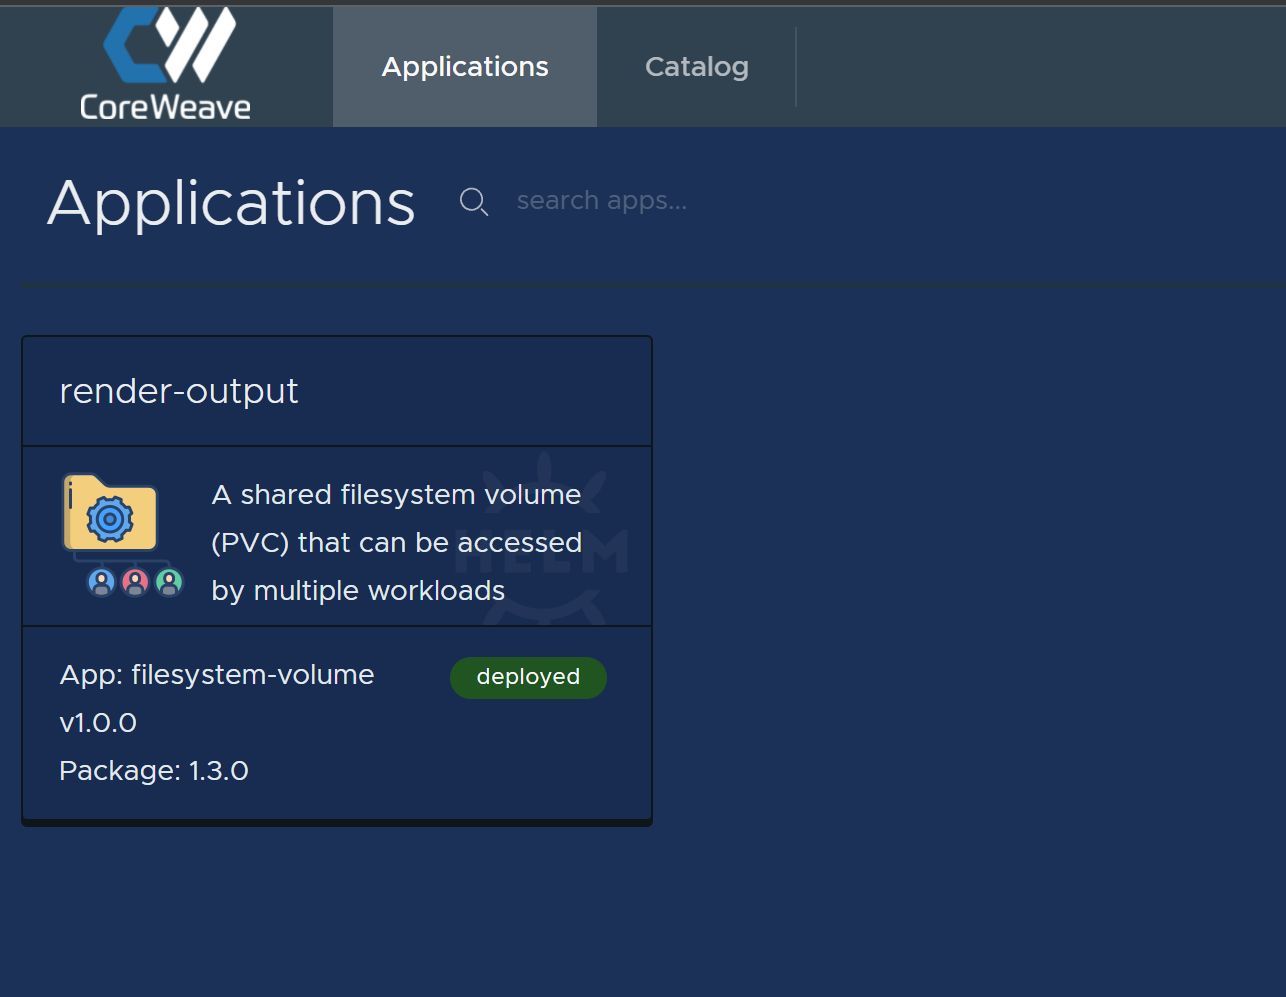 CoreWeave
Applications
Catalog
Applications
search apps...
render-output
HELM
A shared filesystem volume
(PVC) that can be accessed
by multiple workloads
App: filesystem-volume
v1.0.0
Package: 1.3.0
deployed